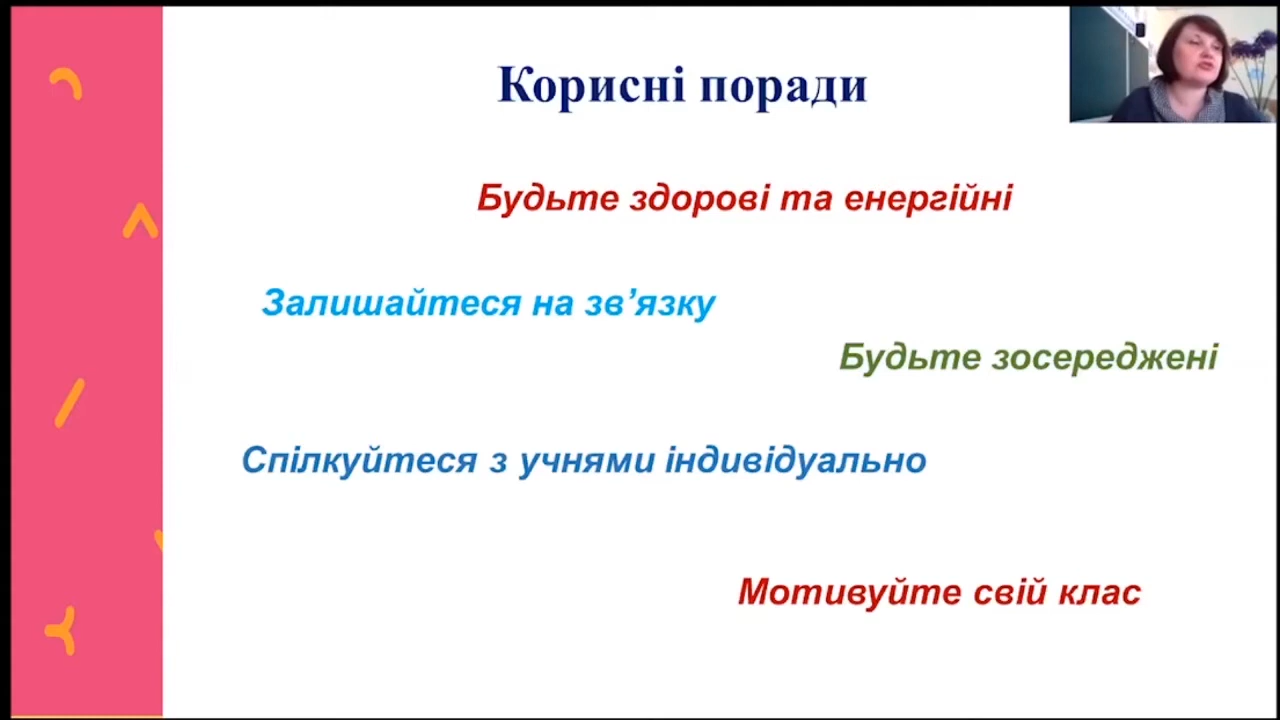 Корисні поради
Будьте здорові та енергійні
Залишайтеся на зв’язку
Будьте зосереджені
Спілкуйтеся з учнями індивідуально
Мотивуйте свій клас